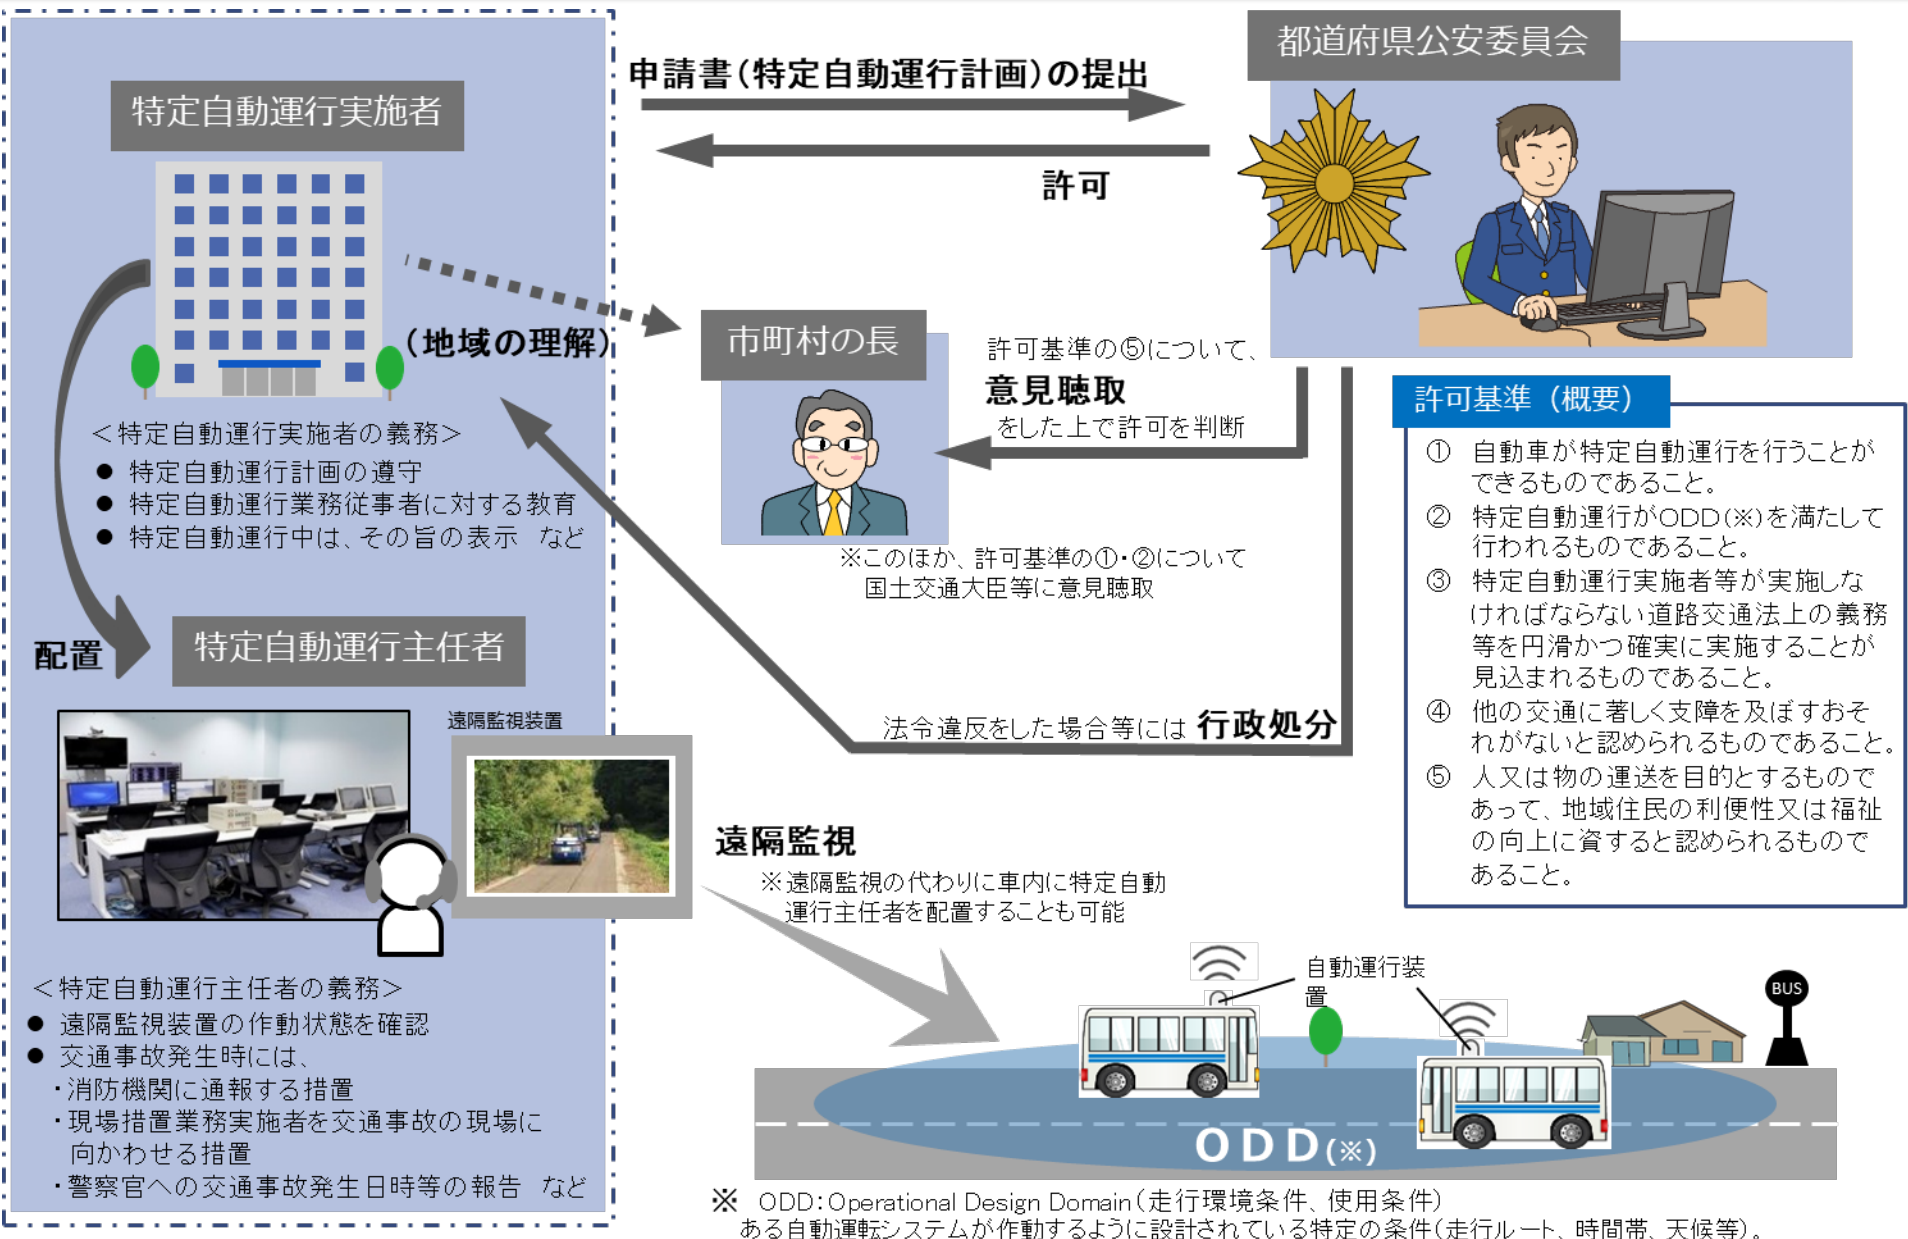 特定自動運行実施者
申請書（特定自動運行計画）の提出
許可
都道府県公安委員会
（地域の理解）
市町村の長
許可基準の⑤について、
意見聴取
をした上で許可を判断
※このほか、許可基準の①・②について
国土交通大臣等に意見聴取
＜特定自動運行実施者の義務＞
● 特定自動運行計画の遵守
● 特定自動運行業務従事者に対する教育
● 特定自動運行中は、その旨の表示　など
配置
特定自動運行主任者
遠隔監視装置
法令違反をした場合等には 行政処分
許可基準（概要）
① 自動車が特定自動運行を行うことが
できるものであること。
② 特定自動運行がODD(※)を満たして
行われるものであること。
③ 特定自動運行実施者等が実施しな
ければならない道路交通法上の義務
等を円滑かつ確実に実施することが
見込まれるものであること。
④ 他の交通に著しく支障を及ぼすおそ
れがないと認められるものであること。
⑤ 人又は物の運送を目的とするもので
あって、地域住民の利便性又は福祉
の向上に資すると認められるもので
あること。
遠隔監視
※遠隔監視の代わりに車内に特定自動
運行主任者を配置することも可能
＜特定自動運行主任者の義務＞
● 遠隔監視装置の作動状態を確認
● 交通事故発生時には、
・消防機関に通報する措置
・現場措置業務実施者を交通事故の現場に
向かわせる措置
・警察官への交通事故発生日時等の報告　など
自動運行装
置
BUS
ODD(※)
※　ODD：Operational Design Domain（走行環境条件、使用条件）
ある自動運転システムが作動するように設計されている特定の条件（走行ルート、時間帯、天候等）。